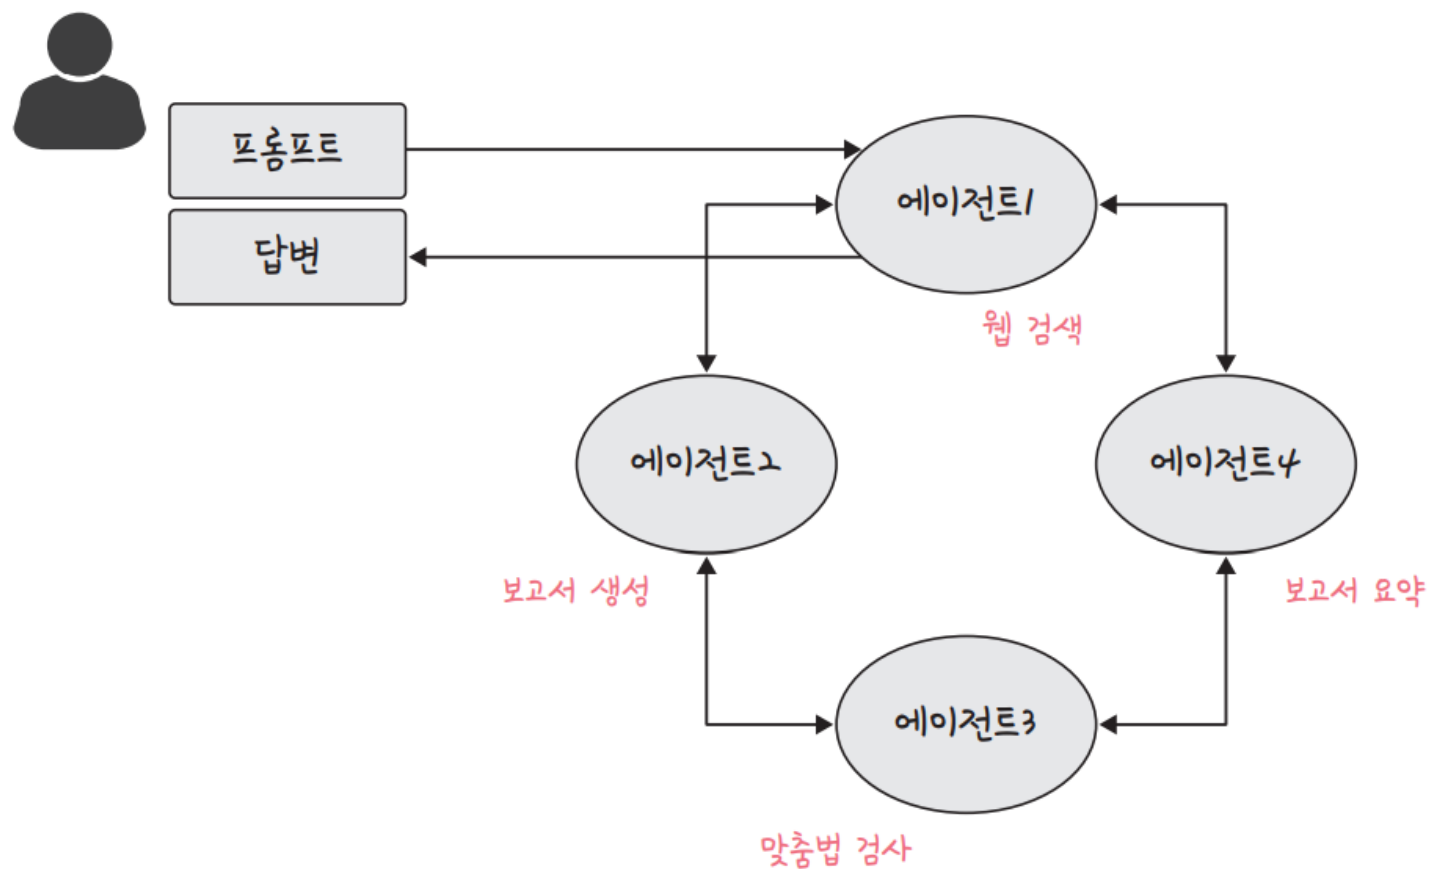 프롬프트
답변
에이전트1
웹 검색
에이전트2
에이전트4
보고서 생성
보고서 요약
에이전트3
맞춤법 검사